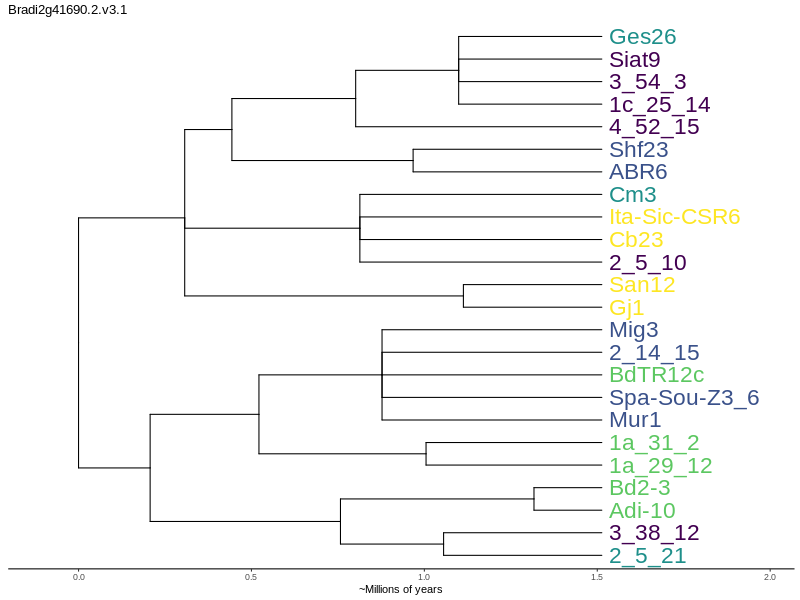 Bradi2g41690.2.v3.1
Ges26
Siat9
3_54_3
1c_25_14
4_52_15
Shf23
ABR6
Cm3
Ita-Sic-CSR6
Cb23
2_5_10
San12
Gj1
Mig3
2_14_15
BdTR12c
Spa-Sou-Z3_6
Mur1
1a_31_2
1a_29_12
Bd2-3
Adi-10
3_38_12
2_5_21
0.0 0.5 1.0 1.5 2.0
~Millions of years